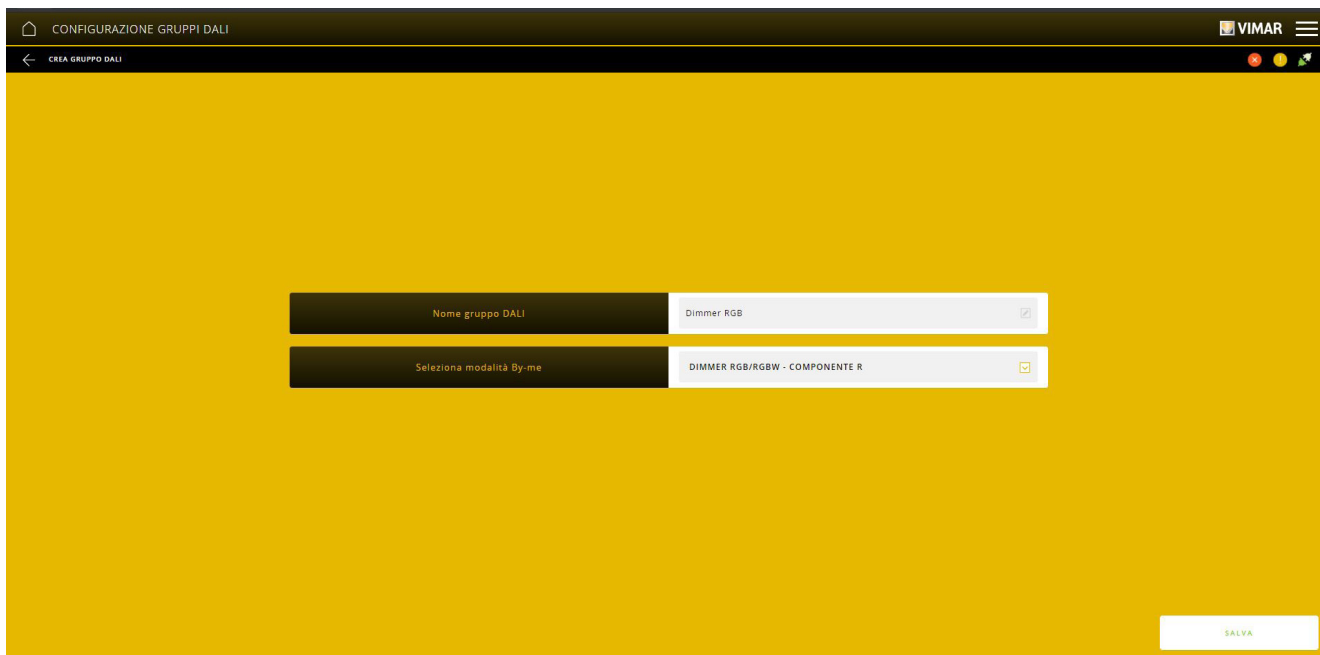 CONFIGURAZIONE GRUPPI DALI
VIMAR
CREA GRUPPO DALI
Nome gruppo DALI
Dimmer RGB
Seleziona modalità By-me
DIMMER RGB/RGBW - COMPONENTE R
SALVA